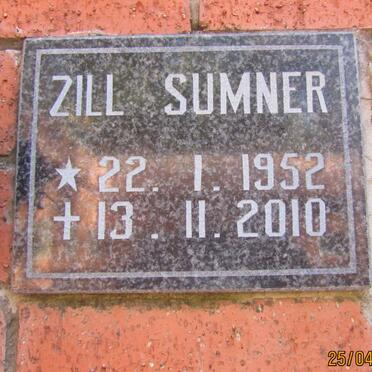 ZILL SUMNER
★ 22. 1. 1952
✝ 13. 11. 2010
25/04